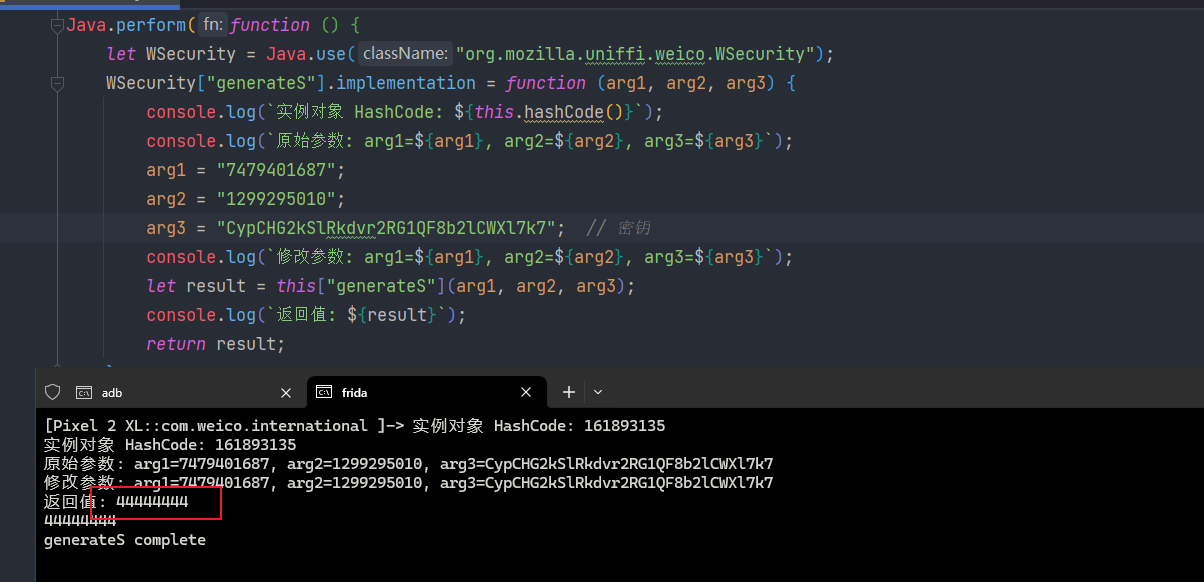 Java.perform( fn: function () {
let WSecurity = Java.use( className: "org.mozilla.uniffi.weico.WSecurity");
WSecurity["generateS"].implementation = function (arg1, arg2, arg3) {
console.log(`实例对象 HashCode: ${this.hashCode()}`);
console.log(`原始参数: arg1=${arg1}, arg2=${arg2}, arg3=${arg3}`);
arg1 = "7479401687";
arg2 = "1299295010";
arg3 = "CypCHG2kSlRkdvr2RG1QF8b2lCWXl7k7";  // 密钥
console.log(`修改参数: arg1=${arg1}, arg2=${arg2}, arg3=${arg3}`);
let result = this["generateS"](arg1, arg2, arg3);
console.log(`返回值: ${result}`);
return result;
adb
frida
[Pixel 2 XL::com.weico.international ]-> 实例对象 HashCode: 161893135
实例对象 HashCode: 161893135
原始参数: arg1=7479401687, arg2=1299295010, arg3=CypCHG2kSlRkdvr2RG1QF8b2lCWXl7k7
修改参数: arg1=7479401687, arg2=1299295010, arg3=CypCHG2kSlRkdvr2RG1QF8b2lCWXl7k7
返回值: 44444444
44444444
generateS complete